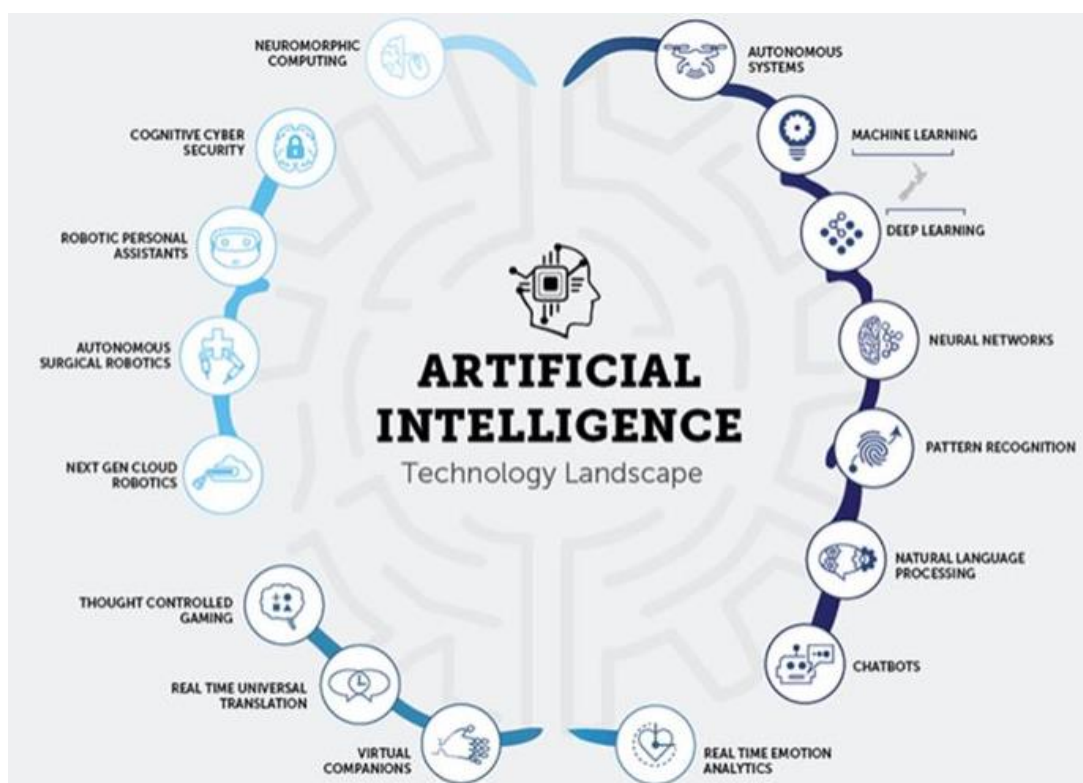 NEUROMORPHIC
COMPUTING
COGNITIVE CYBER
SECURITY
ROBOTIC PERSONAL
ASSISTANTS
AUTONOMOUS
SURGICAL ROBOTICS
NEXT GEN CLOUD
ROBOTICS
THOUGHT CONTROLLED
GAMING
REAL TIME UNIVERSAL
TRANSLATION
VIRTUAL
COMPANIONS
ARTIFICIAL
INTELLIGENCE
Technology Landscape
AUTONOMOUS
SYSTEMS
MACHINE LEARNING
DEEP LEARNING
NEURAL NETWORKS
PATTERN RECOGNITION
NATURAL LANGUAGE
PROCESSING
CHATBOTS
REAL TIME EMOTION
ANALYTICS